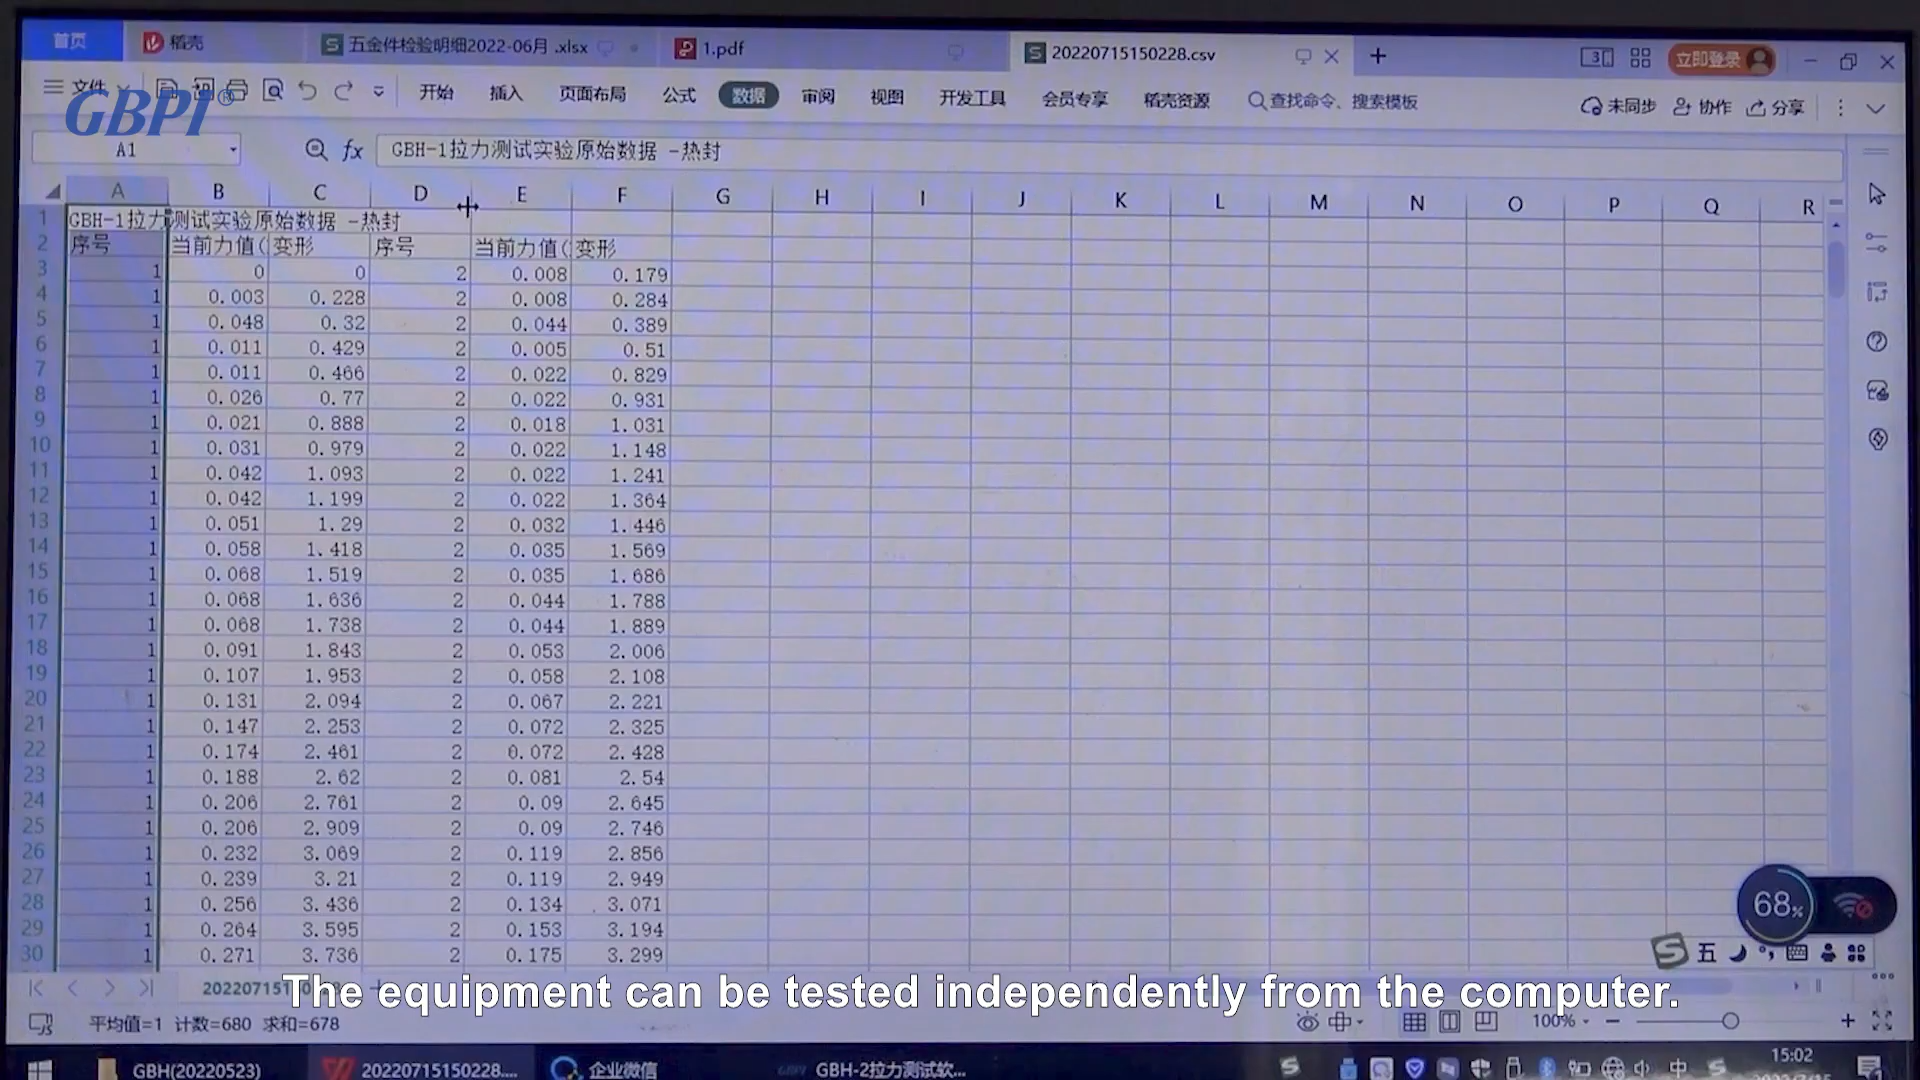 首页 稻壳 五金件检验明细2022-06月 .xlsx 1.pdf 20220715150228.csv + 立即登录
文件 开始 插入 页面布局 公式 数据 审阅 视图 开发工具 会员专享 稻壳资源 查找命令、搜索模板 未同步 协作 分享
GBPI®
A1 fx GBH-1拉力测试实验原始数据 -热封
A B C D E F G H I J K L M N O P Q R
1 GBH-1拉力测试实验原始数据 -热封
2 序号 当前力值( 变形 序号 当前力值( 变形
3 1 0 0 2 0.008 0.179
4 1 0.003 0.228 2 0.008 0.284
5 1 0.048 0.32 2 0.044 0.389
6 1 0.011 0.429 2 0.005 0.51
7 1 0.011 0.466 2 0.022 0.829
8 1 0.026 0.77 2 0.022 0.931
9 1 0.021 0.888 2 0.018 1.031
10 1 0.031 0.979 2 0.022 1.148
11 1 0.042 1.093 2 0.022 1.241
12 1 0.042 1.199 2 0.022 1.364
13 1 0.051 1.29 2 0.032 1.446
14 1 0.058 1.418 2 0.035 1.569
15 1 0.068 1.519 2 0.035 1.686
16 1 0.068 1.636 2 0.044 1.788
17 1 0.068 1.738 2 0.044 1.889
18 1 0.091 1.843 2 0.053 2.006
19 1 0.107 1.953 2 0.058 2.108
20 1 0.131 2.094 2 0.067 2.221
21 1 0.147 2.253 2 0.072 2.325
22 1 0.174 2.461 2 0.072 2.428
23 1 0.188 2.62 2 0.081 2.54
24 1 0.206 2.761 2 0.09 2.645
25 1 0.206 2.909 2 0.09 2.746
26 1 0.232 3.069 2 0.119 2.856
27 1 0.239 3.21 2 0.119 2.949
28 1 0.256 3.436 2 0.134 3.071
29 1 0.264 3.595 2 0.153 3.194
30 1 0.271 3.736 2 0.175 3.299
68%
五
The equipment can be tested independently from the computer.
平均值=1 计数=680 求和=678 100%
GBH(20220523) 20220715150228.... 企业微信 GBPI GBH-2拉力测试软... 中 15:02